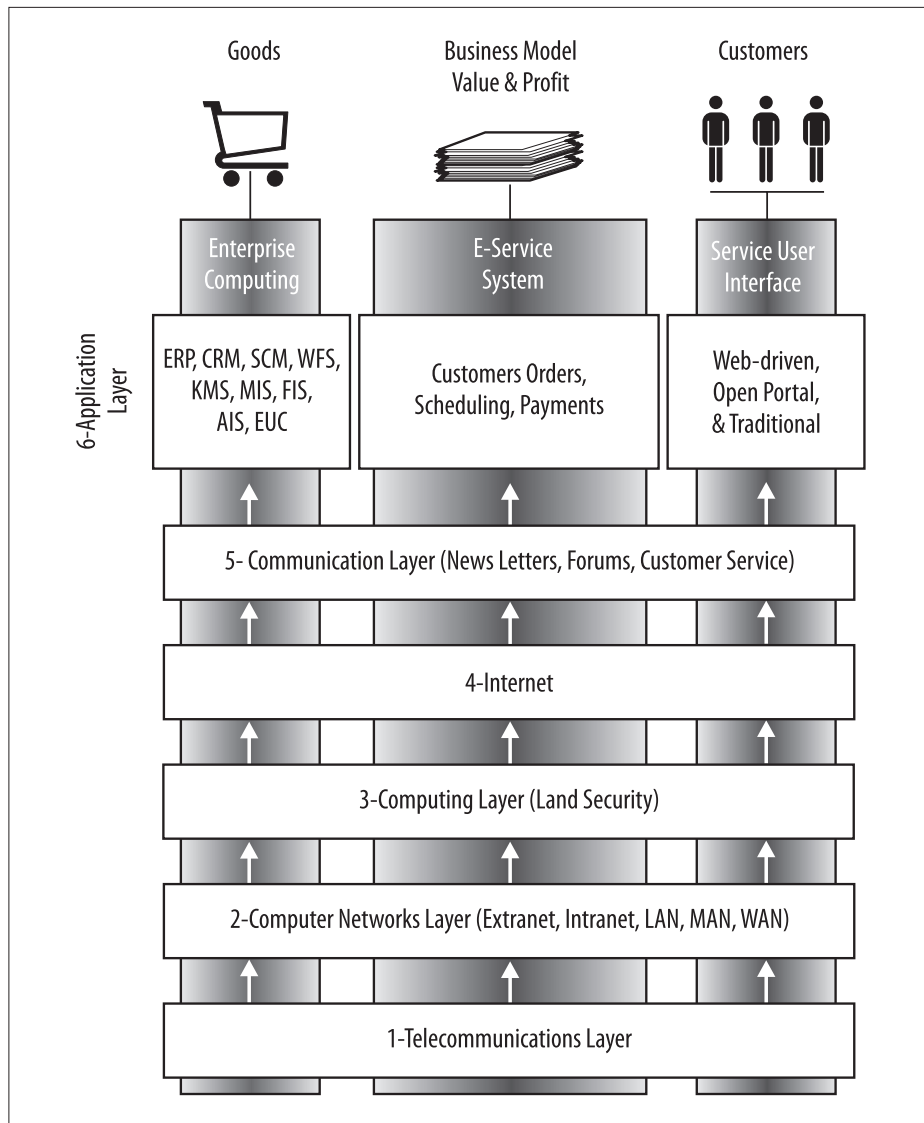 Goods
Business Model
Value & Profit
Customers
Enterprise
Computing
E-Service
System
Service User
Interface
6-Application
Layer
ERP, CRM, SCM, WFS,
KMS, MIS, FIS,
AIS, EUC
Customers Orders,
Scheduling, Payments
Web-driven,
Open Portal,
& Traditional
5- Communication Layer (News Letters, Forums, Customer Service)
4-Internet
3-Computing Layer (Land Security)
2-Computer Networks Layer (Extranet, Intranet, LAN, MAN, WAN)
1-Telecommunications Layer